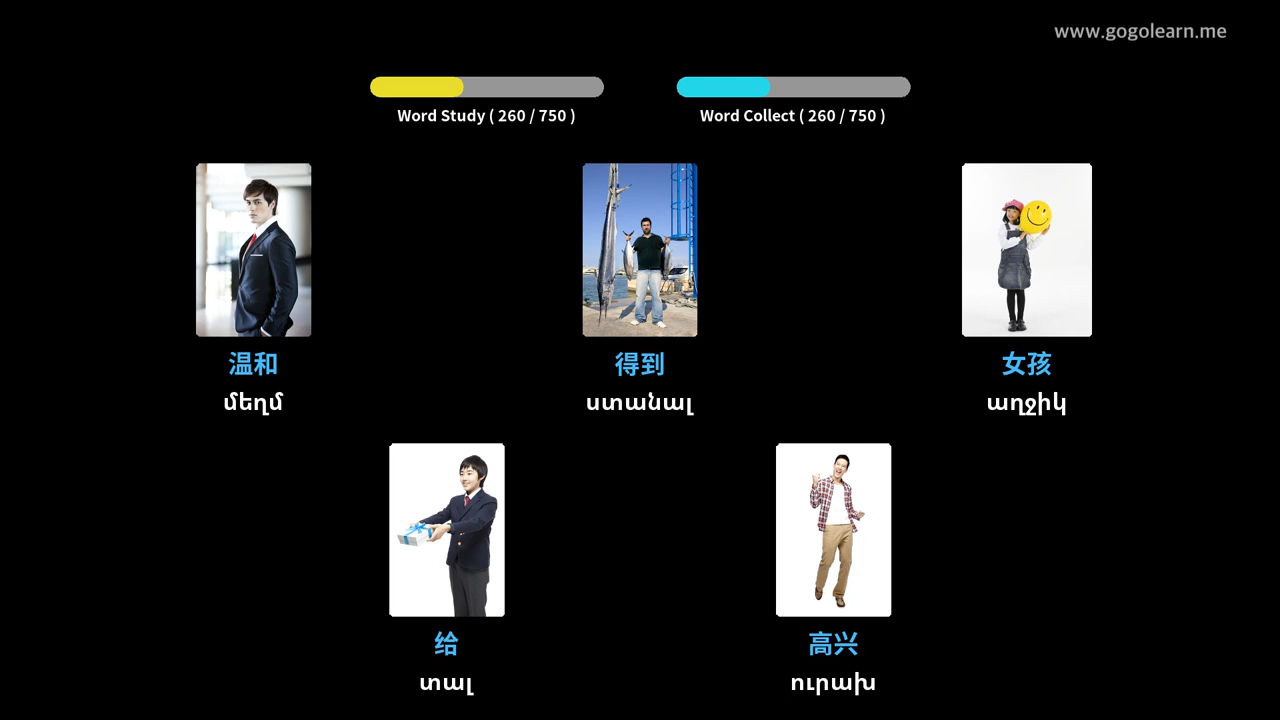 www.gogolearn.me
Word Study ( 260 / 750 )
Word Collect ( 260 / 750 )
温和
մեղմ
得到
ստանալ
女孩
աղջիկ
给
տալ
高兴
ուրախ